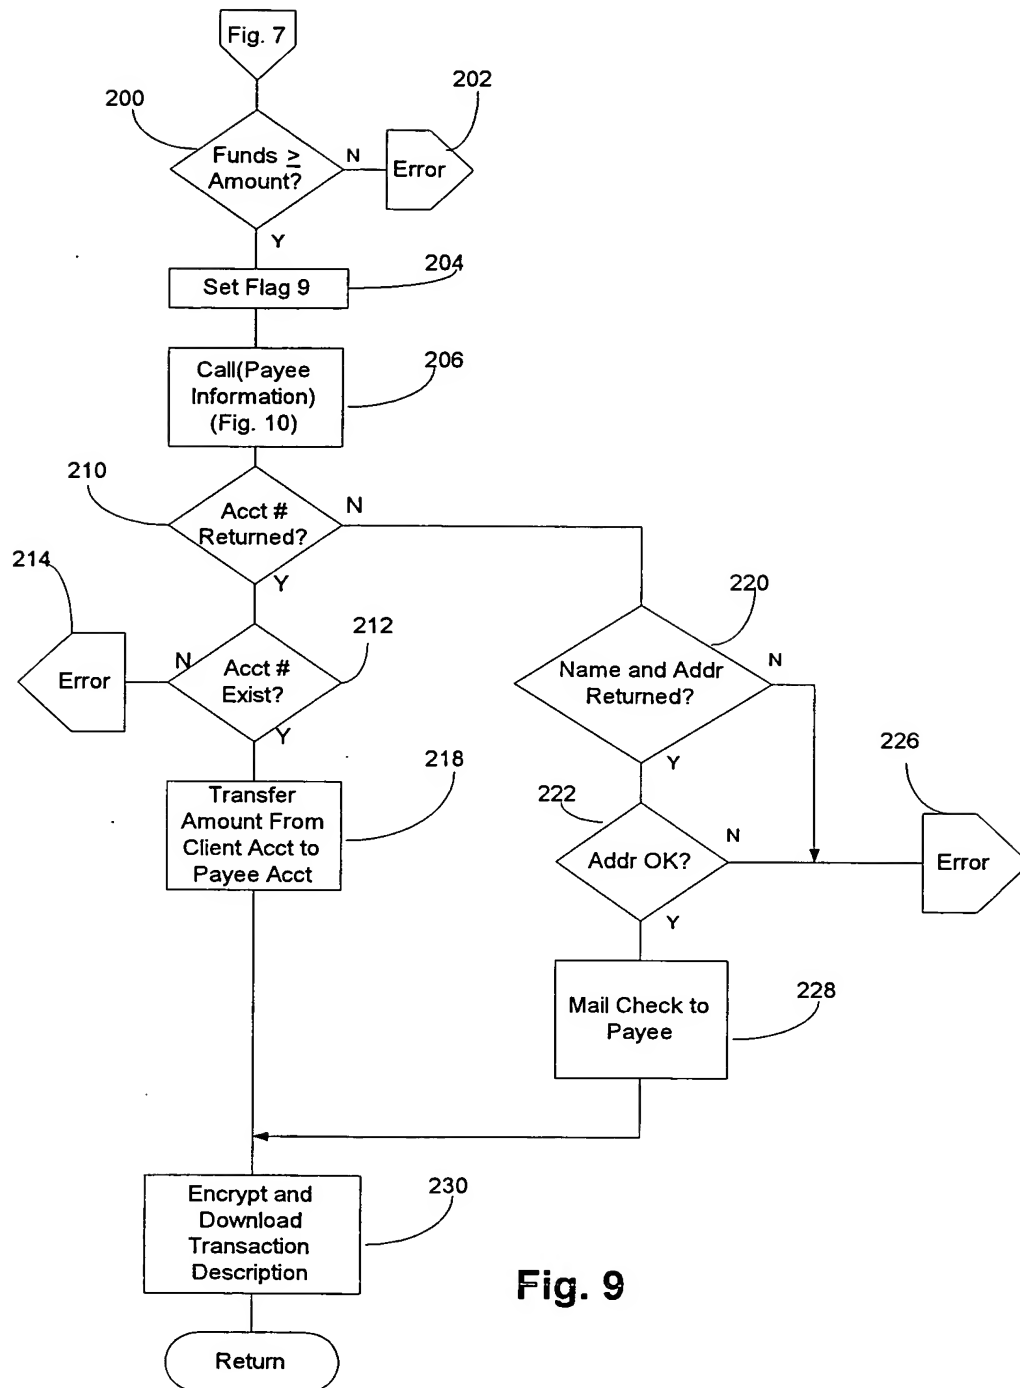 Fig. 7
200
202
Funds ≥
Amount?
N
Error
Y
204
Set Flag 9
206
Call(Payee
Information)
(Fig. 10)
210
Acct #
Returned?
N
Y
214
Error
N
212
Acct #
Exist?
Y
220
Name and Addr
Returned?
N
Y
218
Transfer
Amount From
Client Acct to
Payee Acct
222
Addr OK?
N
Y
226
Error
228
Mail Check to
Payee
230
Encrypt and
Download
Transaction
Description
Fig. 9
Return